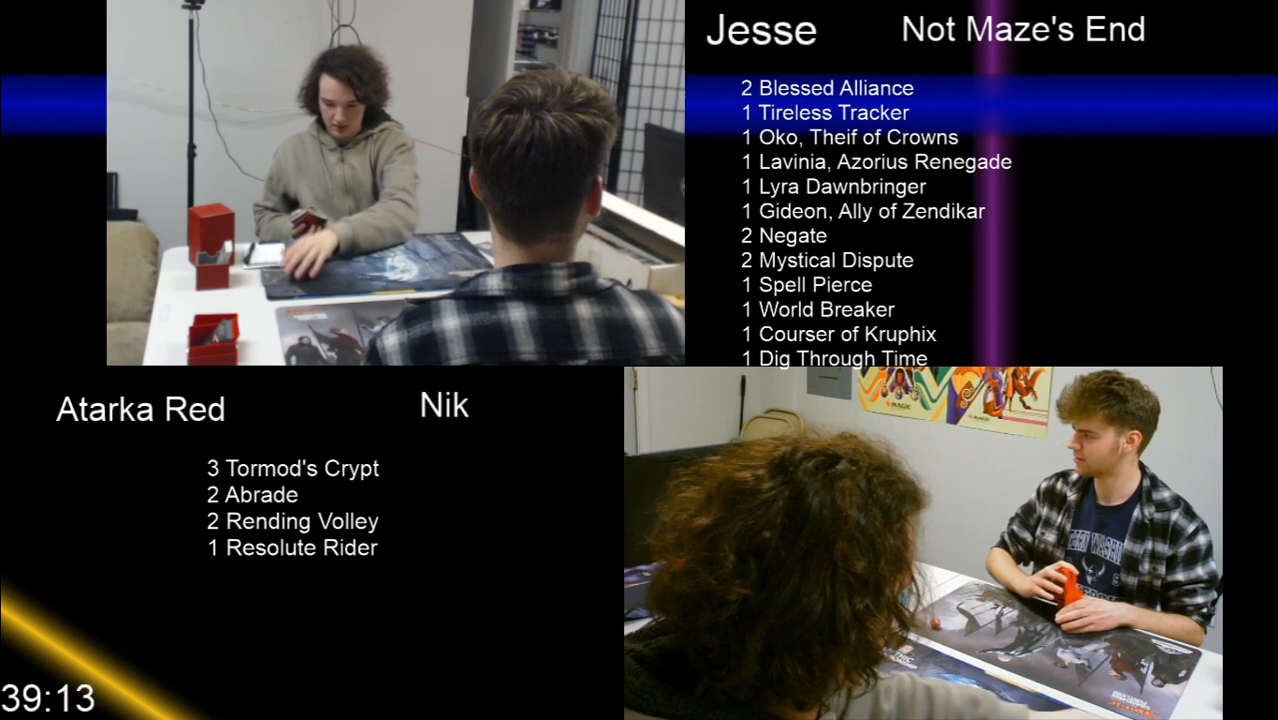 Jesse
Not Maze's End
2 Blessed Alliance
1 Tireless Tracker
1 Oko, Theif of Crowns
1 Lavinia, Azorius Renegade
1 Lyra Dawnbringer
1 Gideon, Ally of Zendikar
2 Negate
2 Mystical Dispute
1 Spell Pierce
1 World Breaker
1 Courser of Kruphix
1 Dig Through Time
Atarka Red
Nik
3 Tormod's Crypt
2 Abrade
2 Rending Volley
1 Resolute Rider
39:13
MAGIC
MAGIC